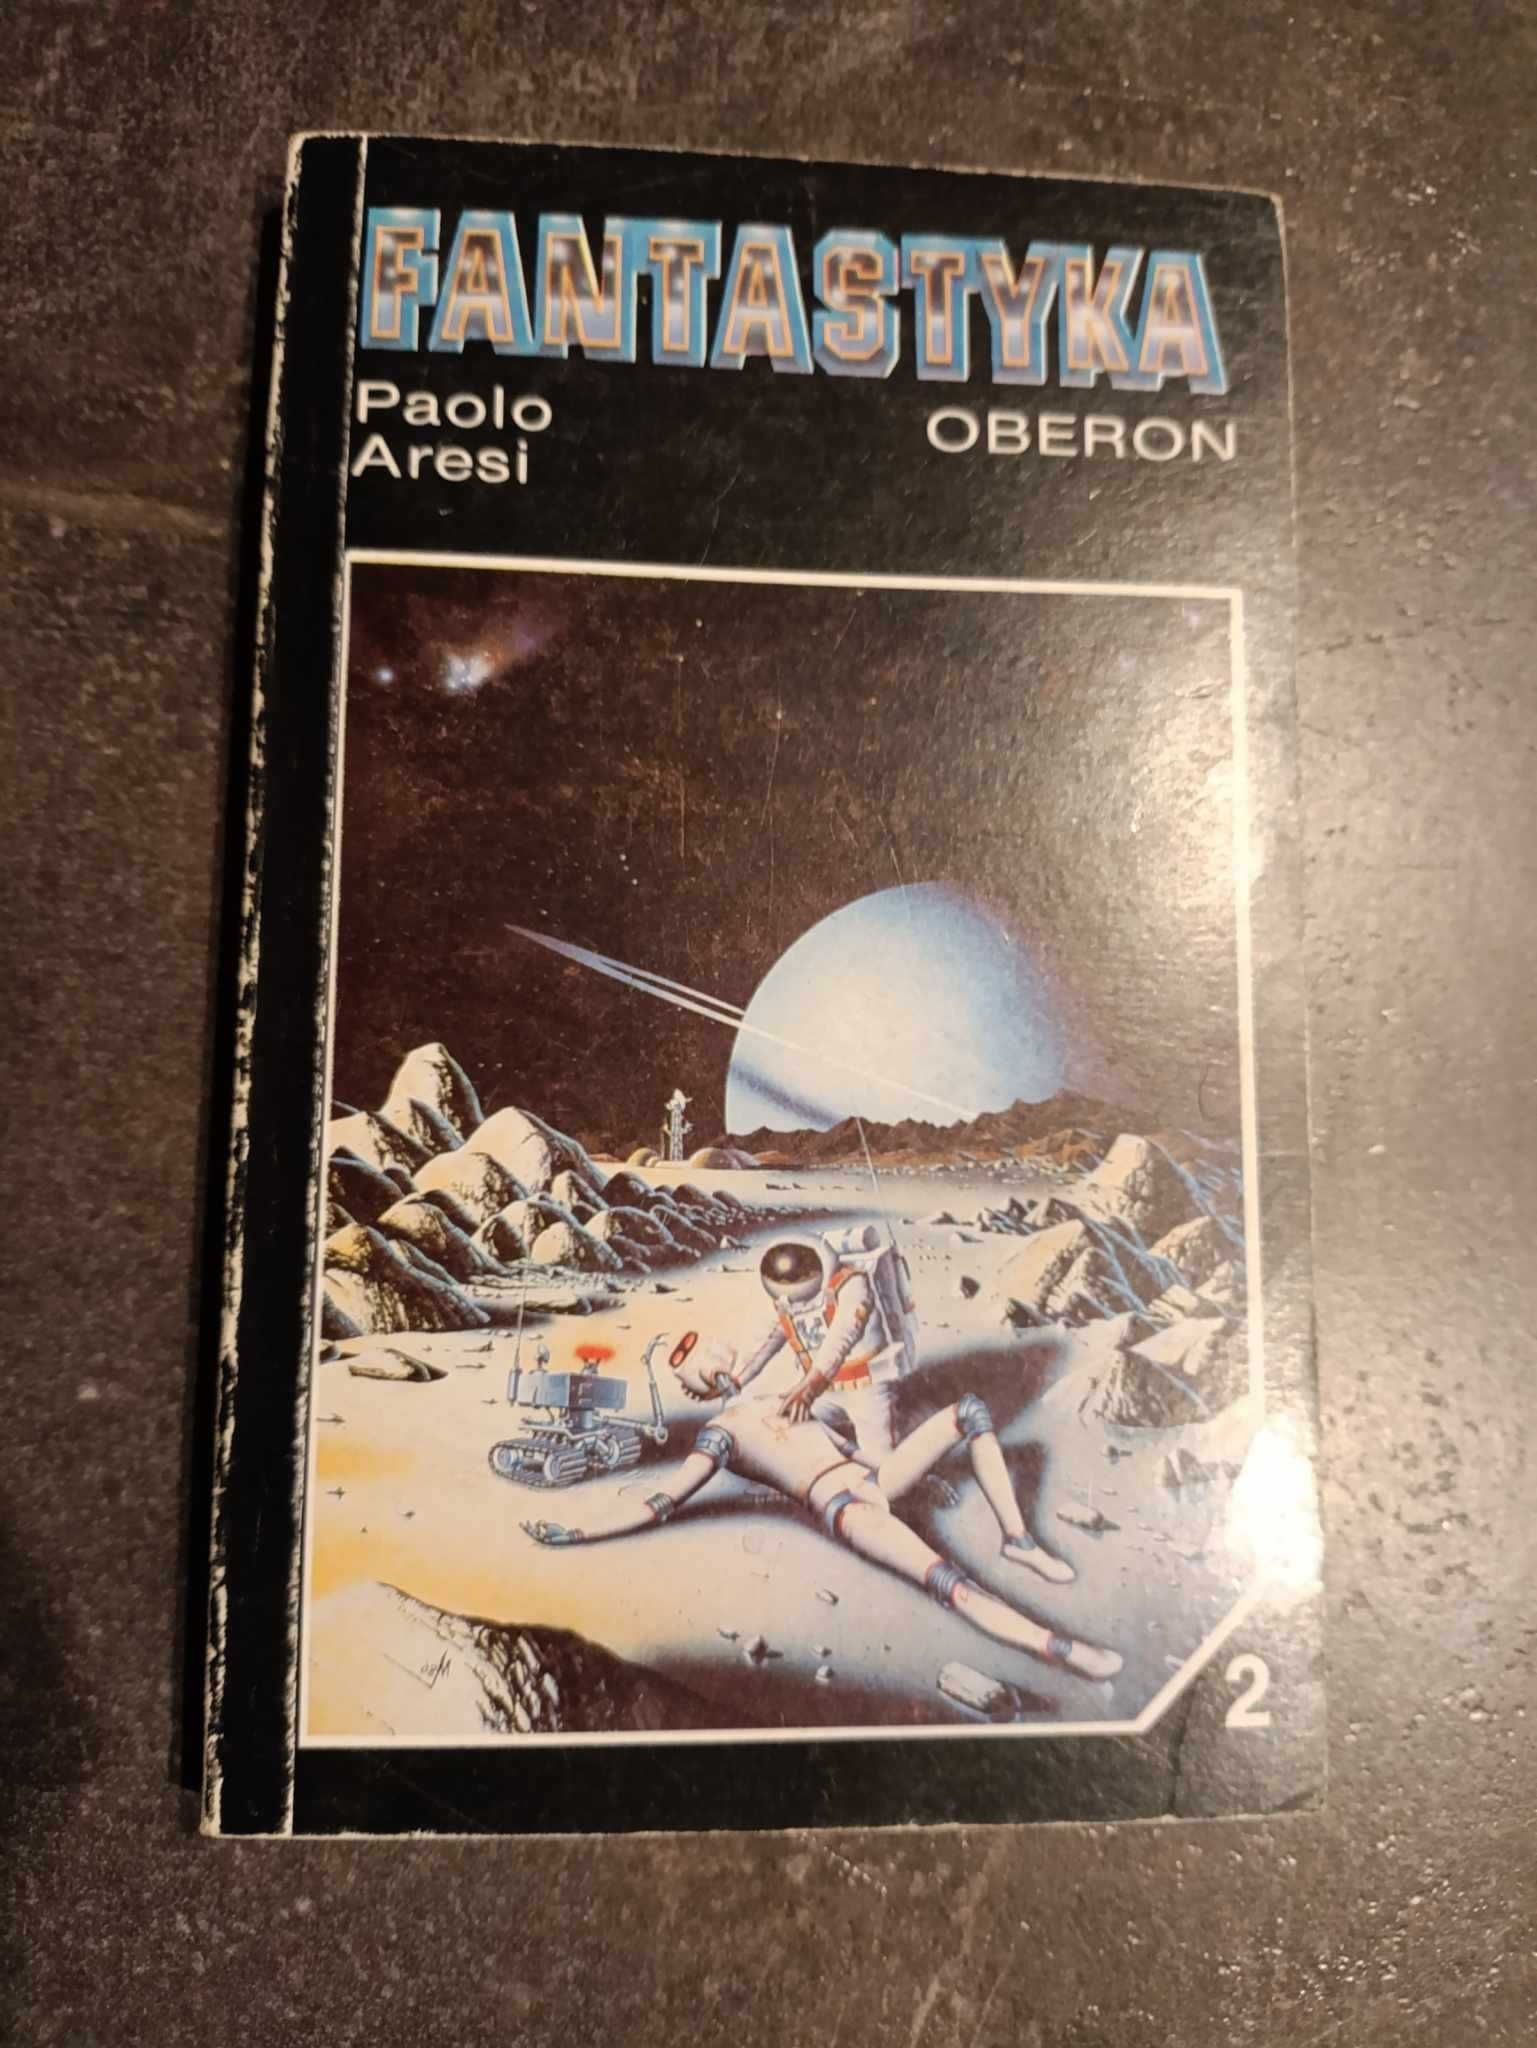 FANTASTYKA
Paolo
Aresi
OBERON
2